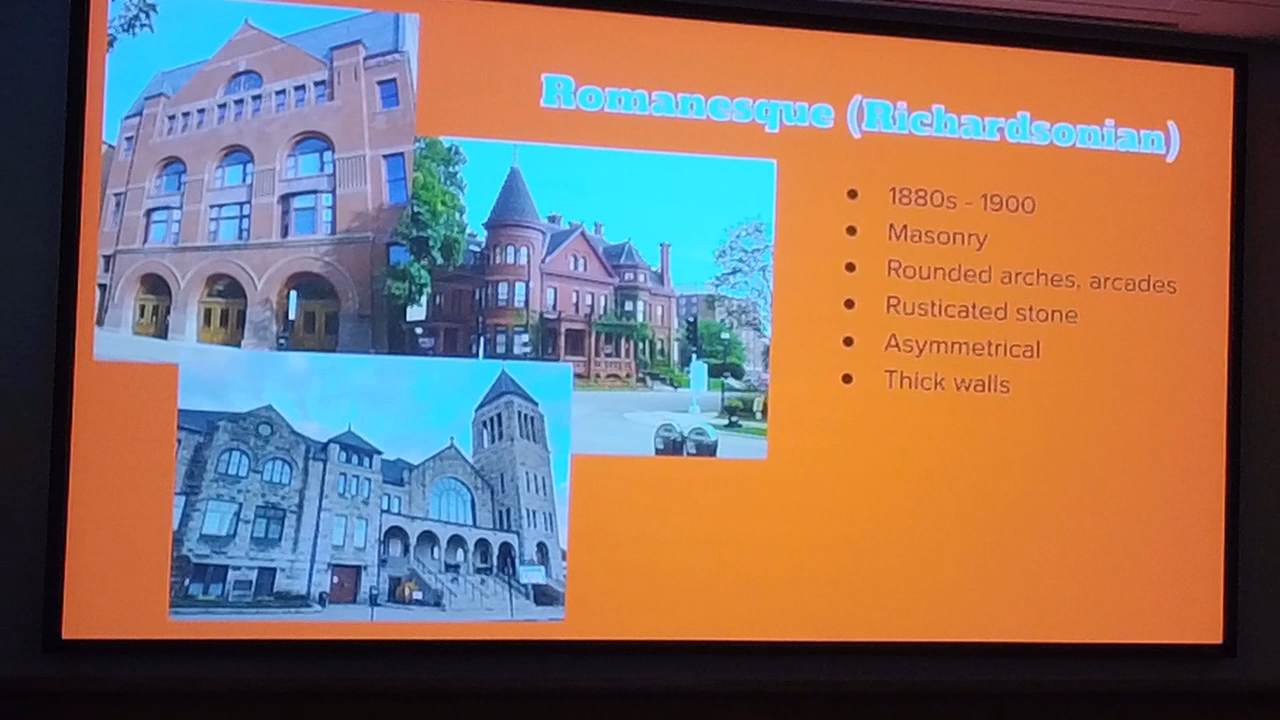 Romanesque (Richardsonian)
1880s - 1900
Masonry
Rounded arches, arcades
Rusticated stone
Asymmetrical
Thick walls